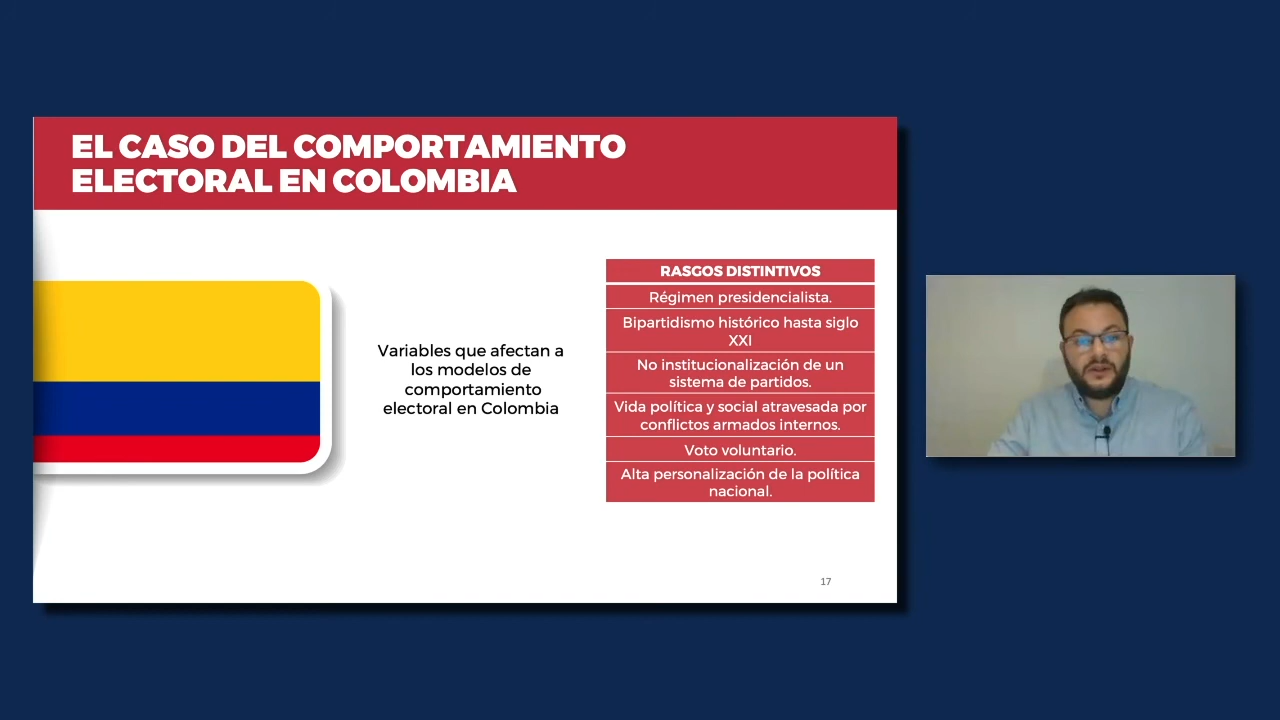 EL CASO DEL COMPORTAMIENTO
ELECTORAL EN COLOMBIA
Variables que afectan a
los modelos de
comportamiento
electoral en Colombia
RASGOS DISTINTIVOS
Régimen presidencialista.
Bipartidismo histórico hasta siglo
XXI
No institucionalización de un
sistema de partidos.
Vida política y social atravesada por
conflictos armados internos.
Voto voluntario.
Alta personalización de la política
nacional.
17